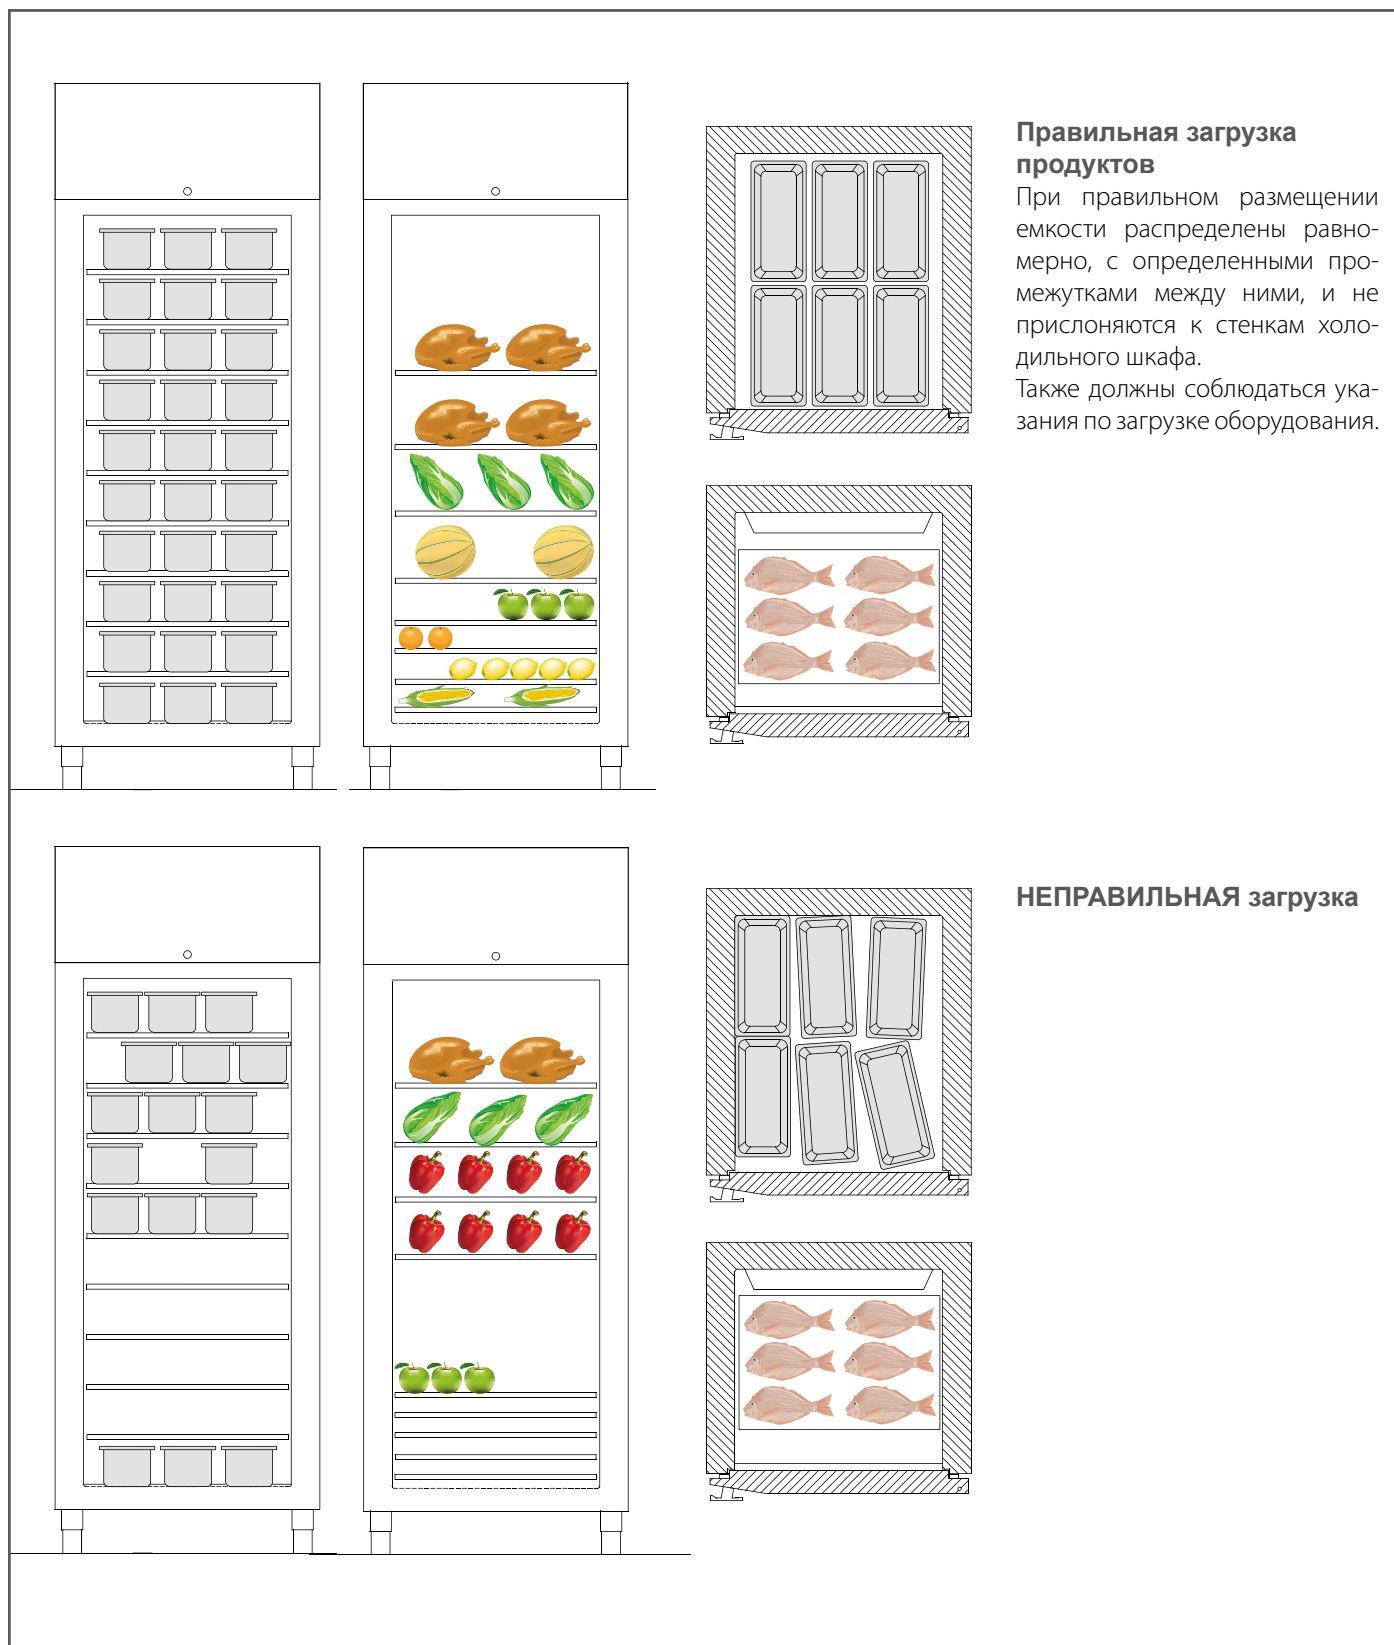 Правильная загрузка
продуктов
При правильном размещении
емкости распределены равно-
мерно, с определенными про-
межутками между ними, и не
прислоняются к стенкам холо-
дильного шкафа.
Также должны соблюдаться ука-
зания по загрузке оборудования.
НЕПРАВИЛЬНАЯ загрузка